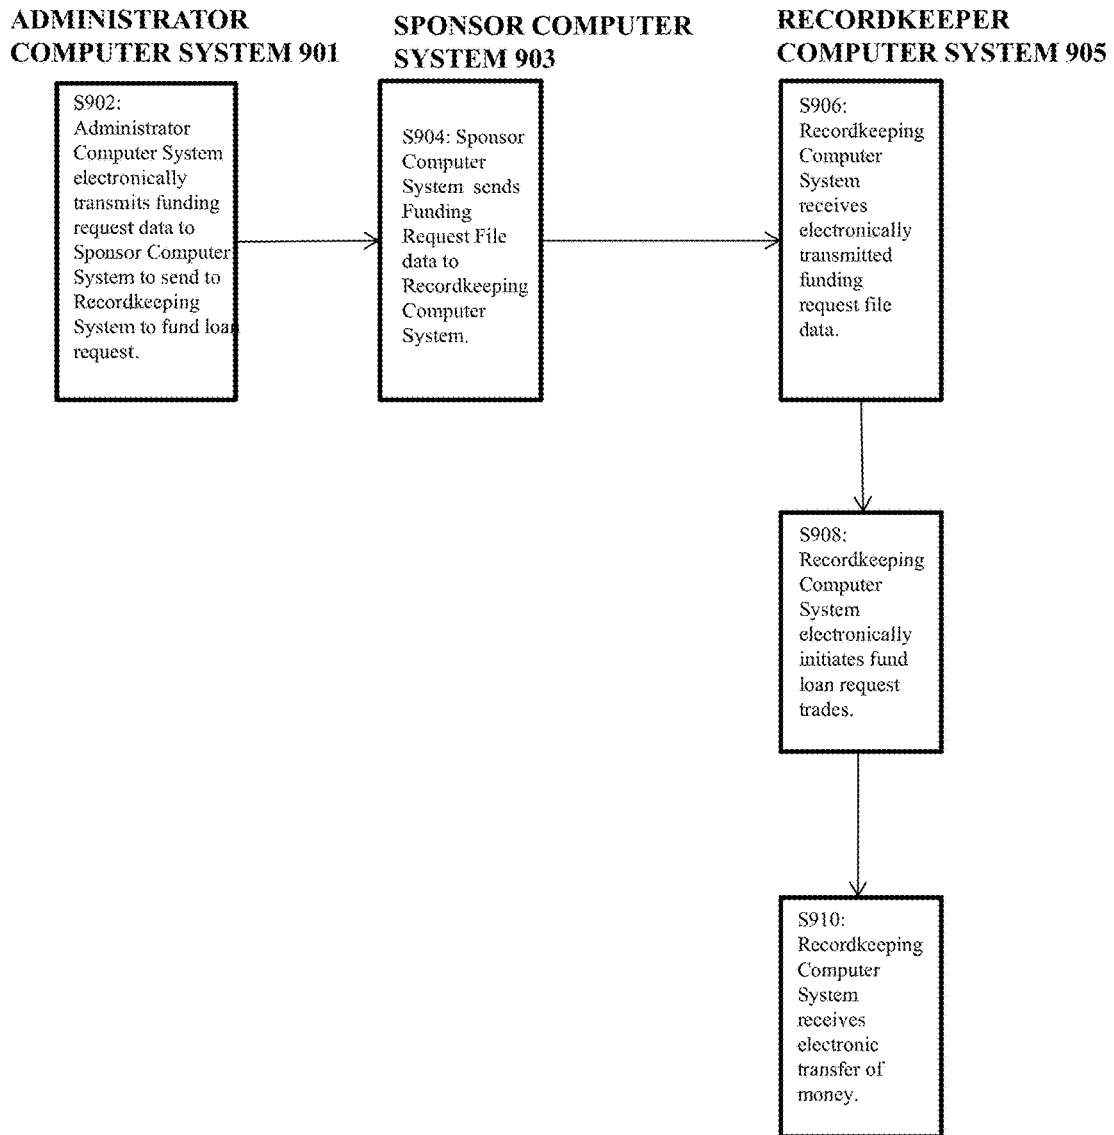 ADMINISTRATOR
COMPUTER SYSTEM 901
SPONSOR COMPUTER
SYSTEM 903
RECORDKEEPER
COMPUTER SYSTEM 905
S902:
Administrator
Computer System
electronically
transmits funding
request data to
Sponsor Computer
System to send to
Recordkeeping
System to fund loan
request.
S904: Sponsor
Computer
System sends
Funding
Request File
data to
Recordkeeping
Computer
System.
S906:
Recordkeeping
Computer
System
receives
electronically
transmitted
funding
request file
data.
S908:
Recordkeeping
Computer
System
electronically
initiates fund
loan request
trades.
S910:
Recordkeeping
Computer
System
receives
electronic
transfer of
money.